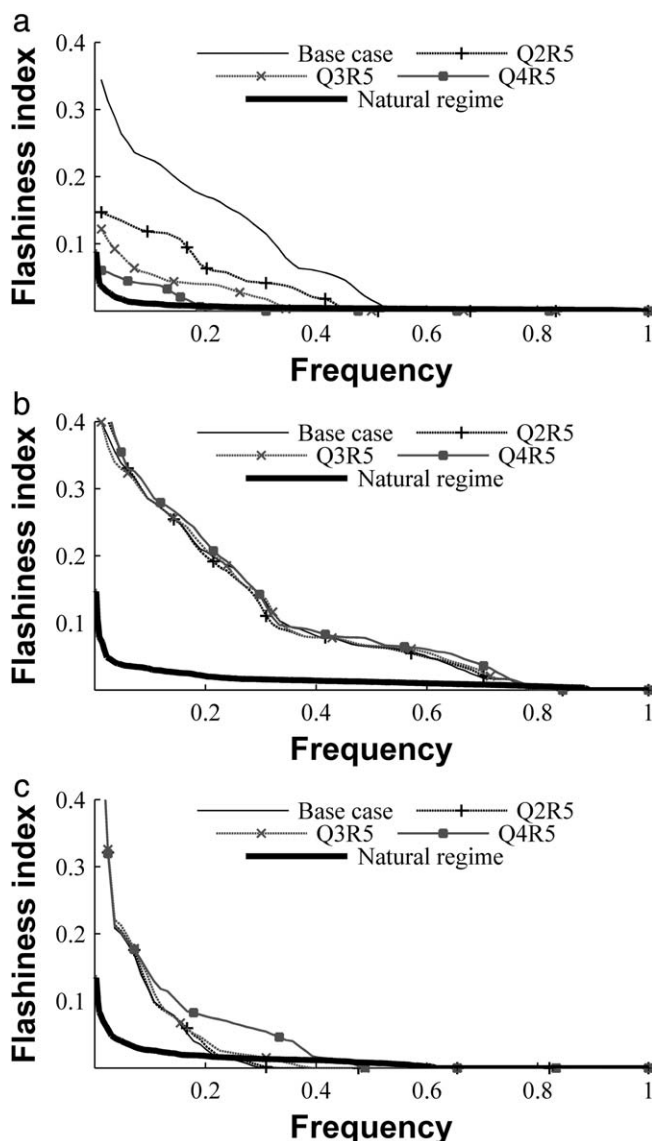 a
0.4
Base case Q2R5
Q3R5 Q4R5
Natural regime
0.3
0.2
0.1
Flashiness index
0.2 0.4 0.6 0.8 1
Frequency
b
0.4
Base case Q2R5
Q3R5 Q4R5
Natural regime
0.3
0.2
0.1
Flashiness index
0.2 0.4 0.6 0.8 1
Frequency
c
0.4
Base case Q2R5
Q3R5 Q4R5
Natural regime
0.3
0.2
0.1
Flashiness index
0.2 0.4 0.6 0.8 1
Frequency